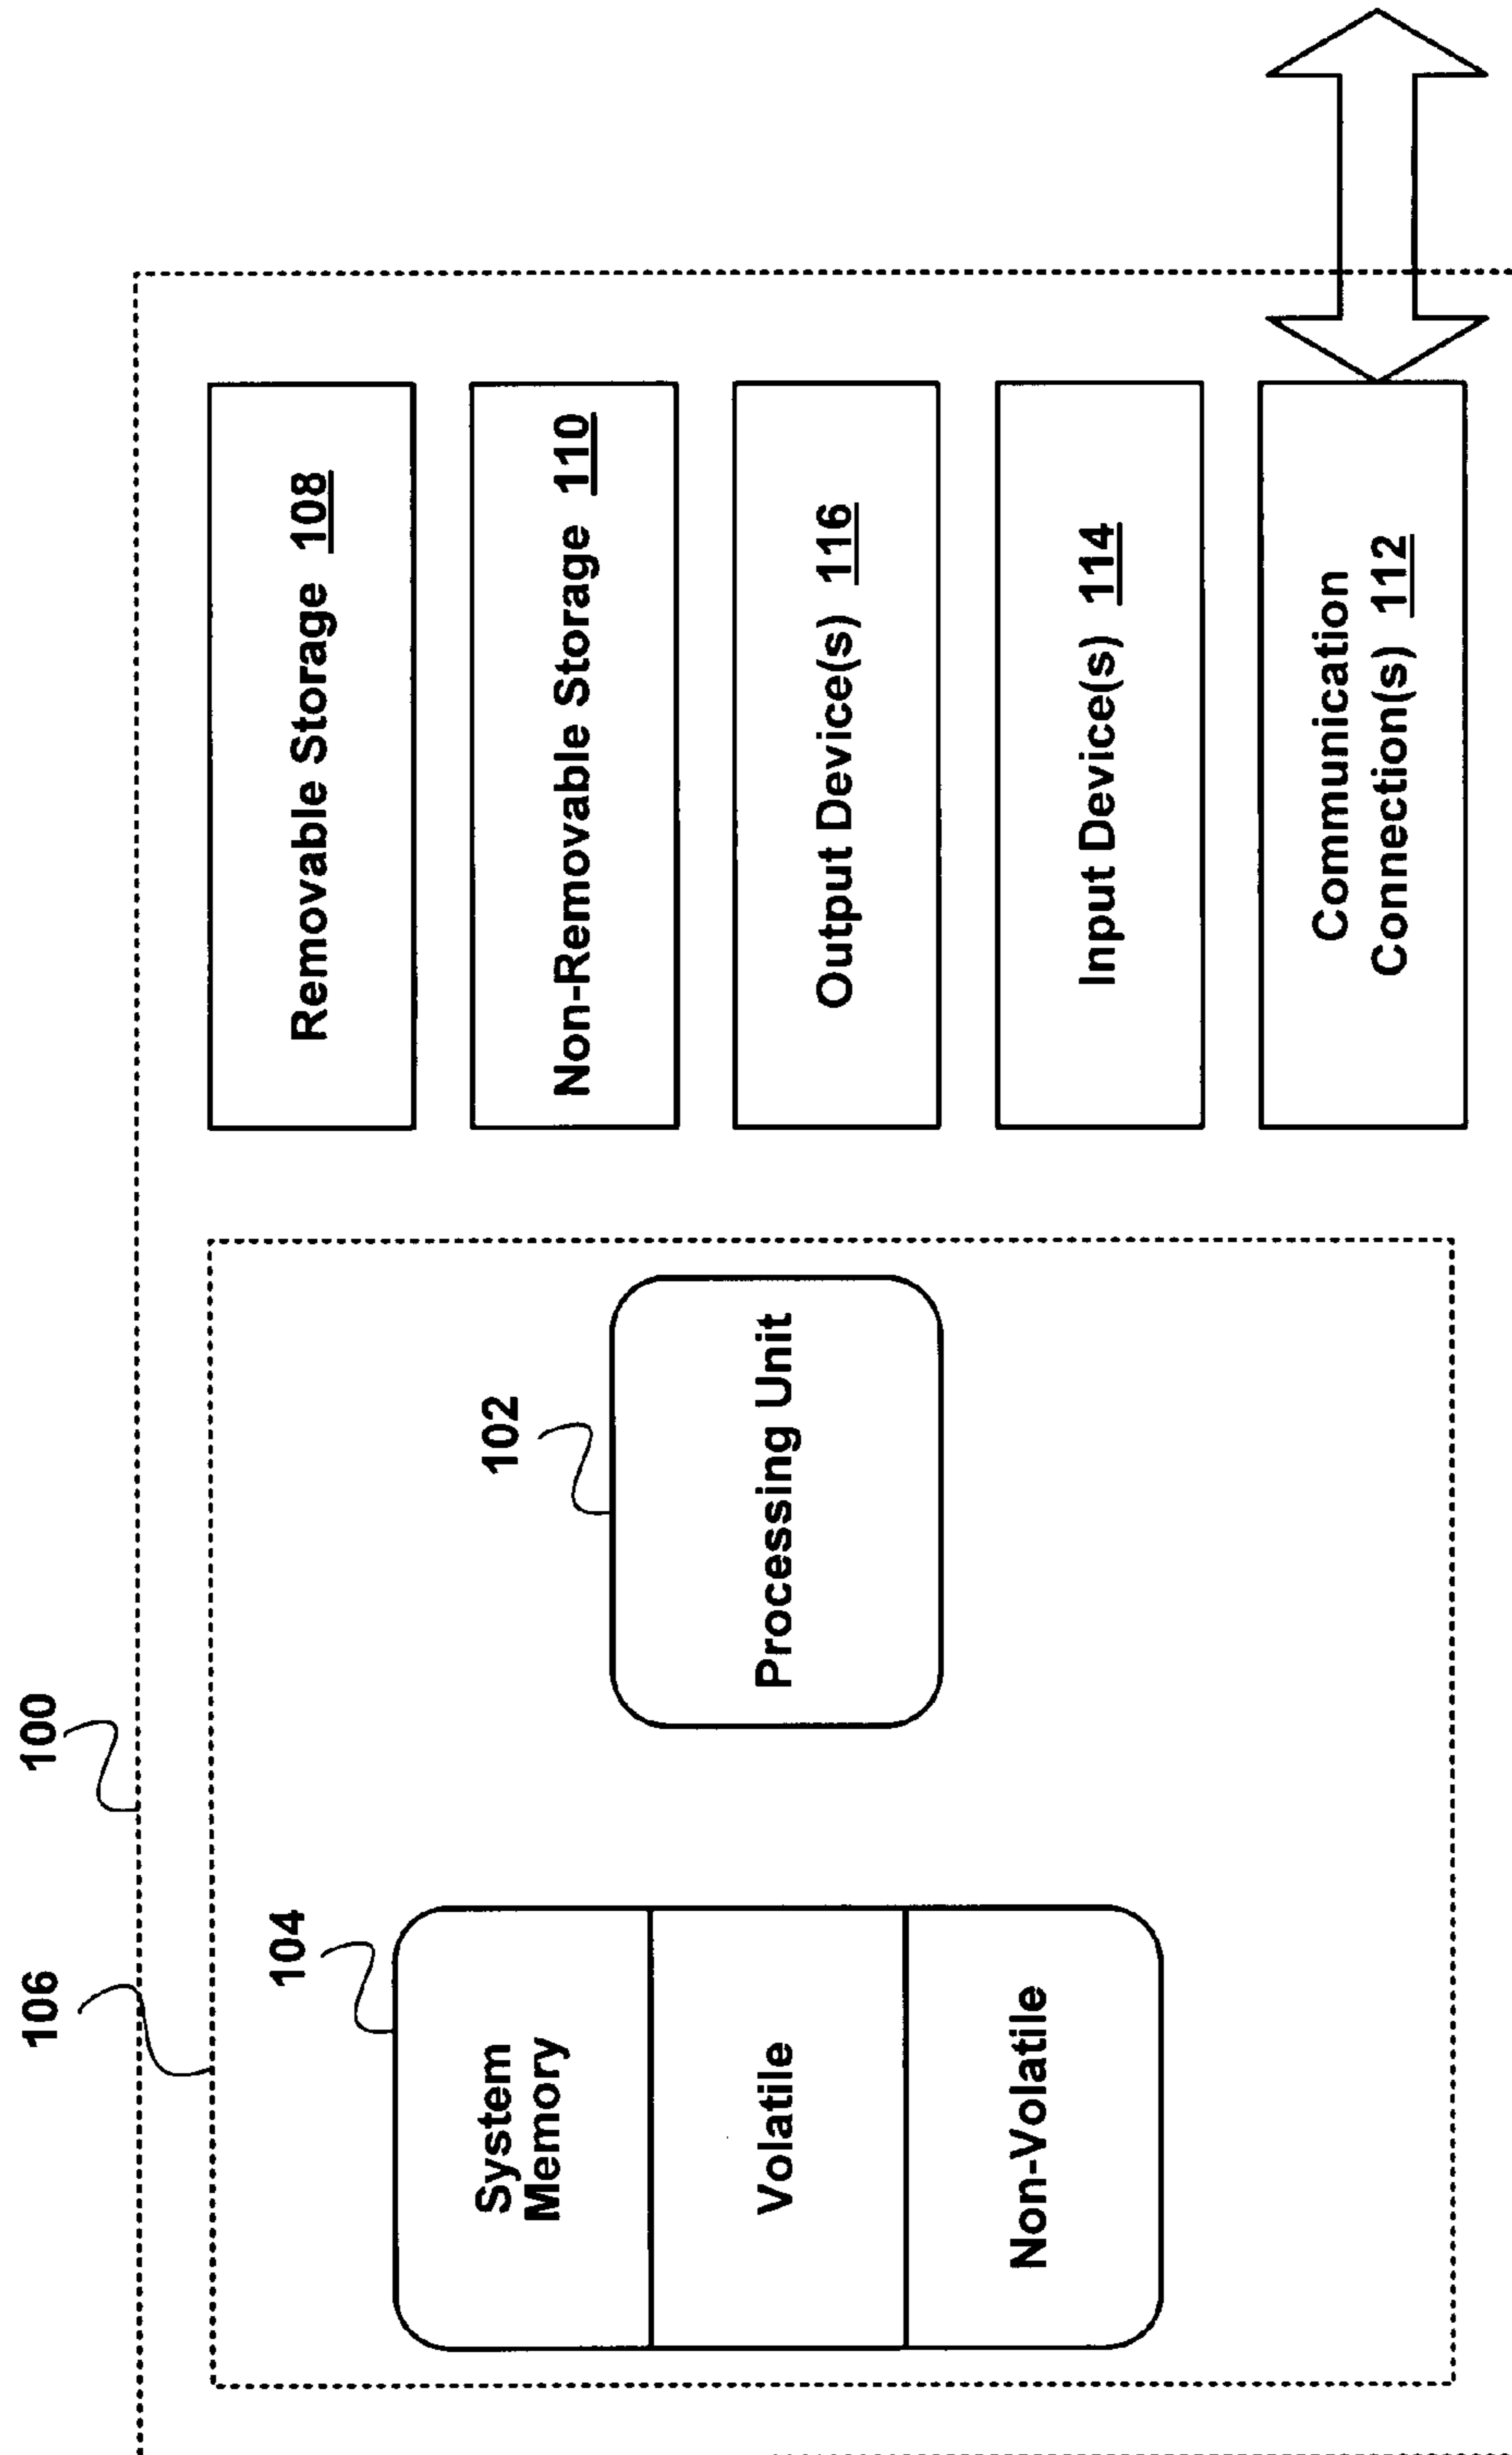 100
106
104
System
Memory
Volatile
Non-Volatile
102
Processing Unit
Removable Storage 108
Non-Removable Storage 110
Output Device(s) 116
Input Device(s) 114
Communication
Connection(s) 112